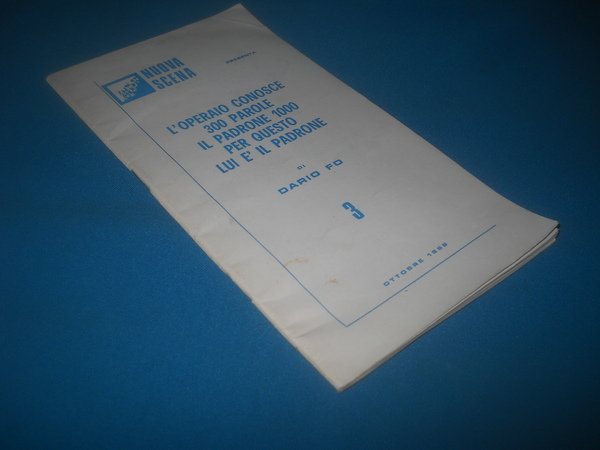 NUOVA
SCENA
PRESENTA
L'OPERAIO CONOSCE
300 PAROLE
IL PADRONE 1000
PER QUESTO
LUI E' IL PADRONE
DI
DARIO FO
3
OTTOBRE 1969